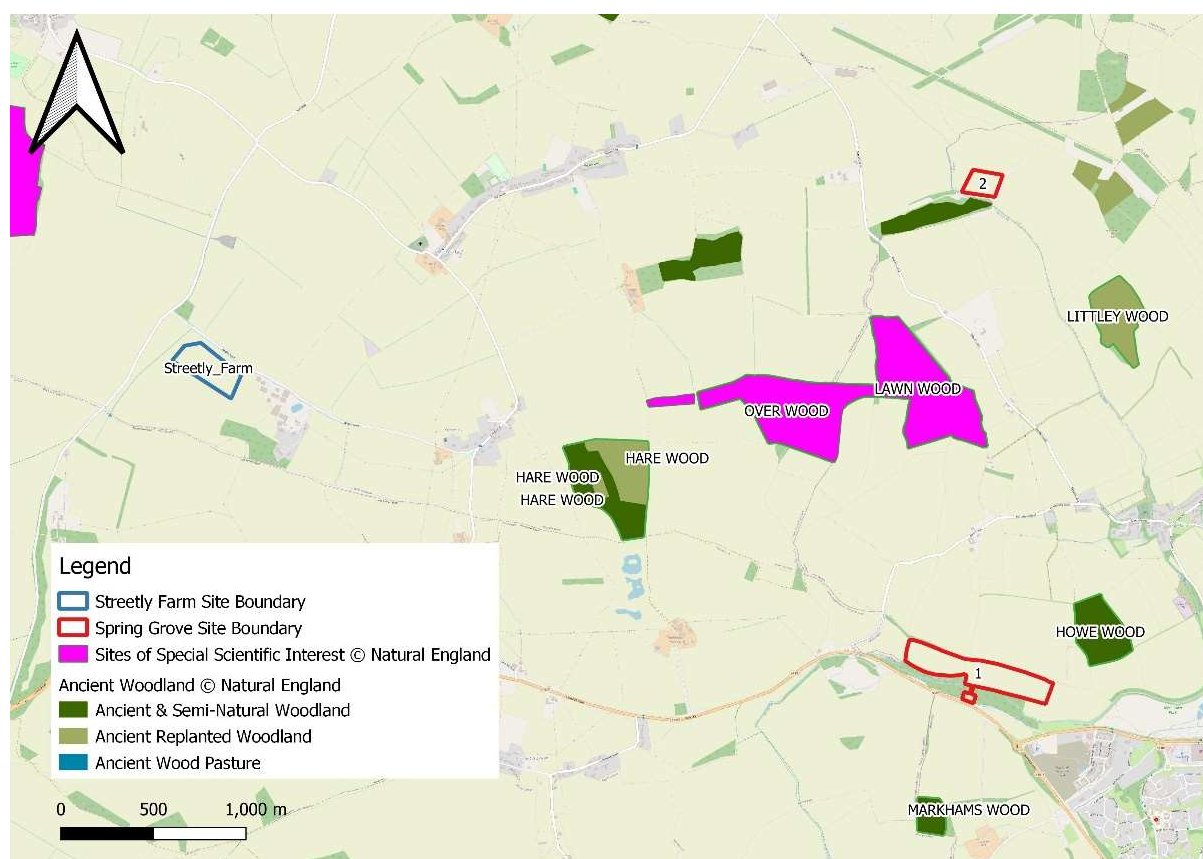 2
LITTLEY WOOD
Streetly_Farm
LAWN WOOD
OVER WOOD
HARE WOOD
HARE WOOD
HARE WOOD
Legend
Streetly Farm Site Boundary
Spring Grove Site Boundary
Sites of Special Scientific Interest © Natural England
Ancient Woodland © Natural England
Ancient & Semi-Natural Woodland
Ancient Replanted Woodland
Ancient Wood Pasture
HOWE WOOD
1
0 500 1,000 m
MARKHAMS WOOD